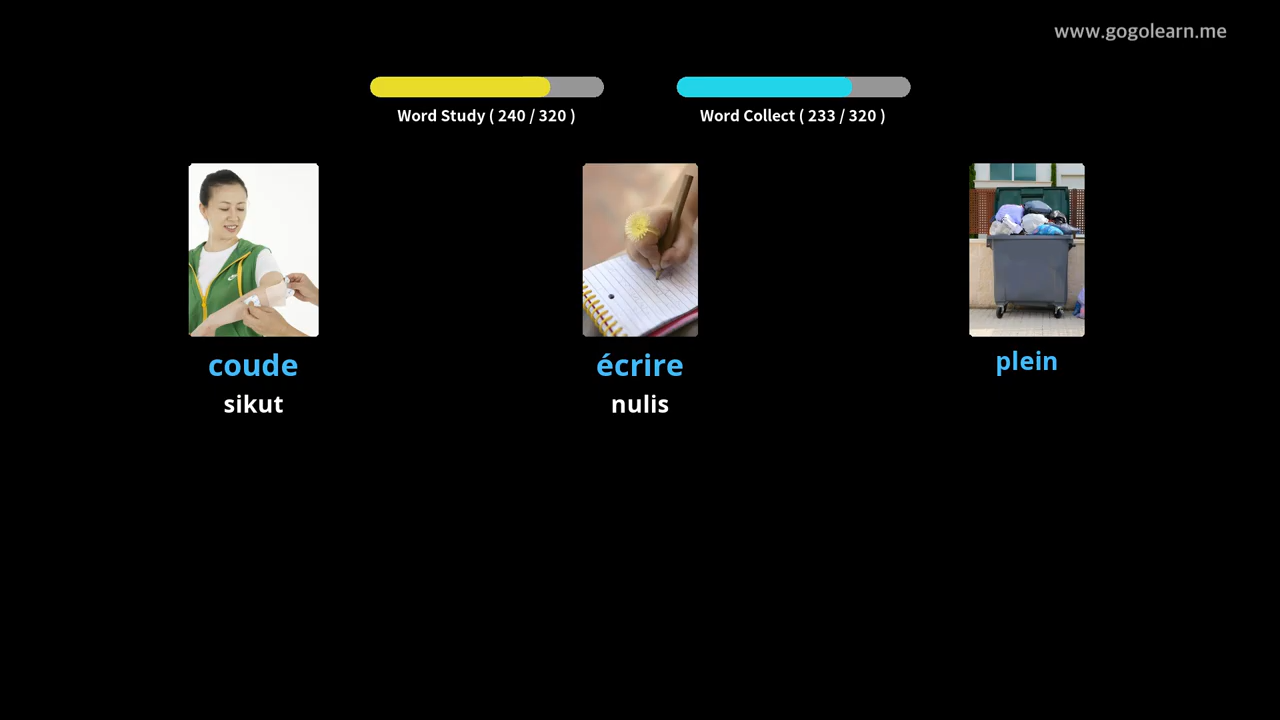 www.gogolearn.me
Word Study ( 240 / 320 )
Word Collect ( 233 / 320 )
coude
sikut
écrire
nulis
plein